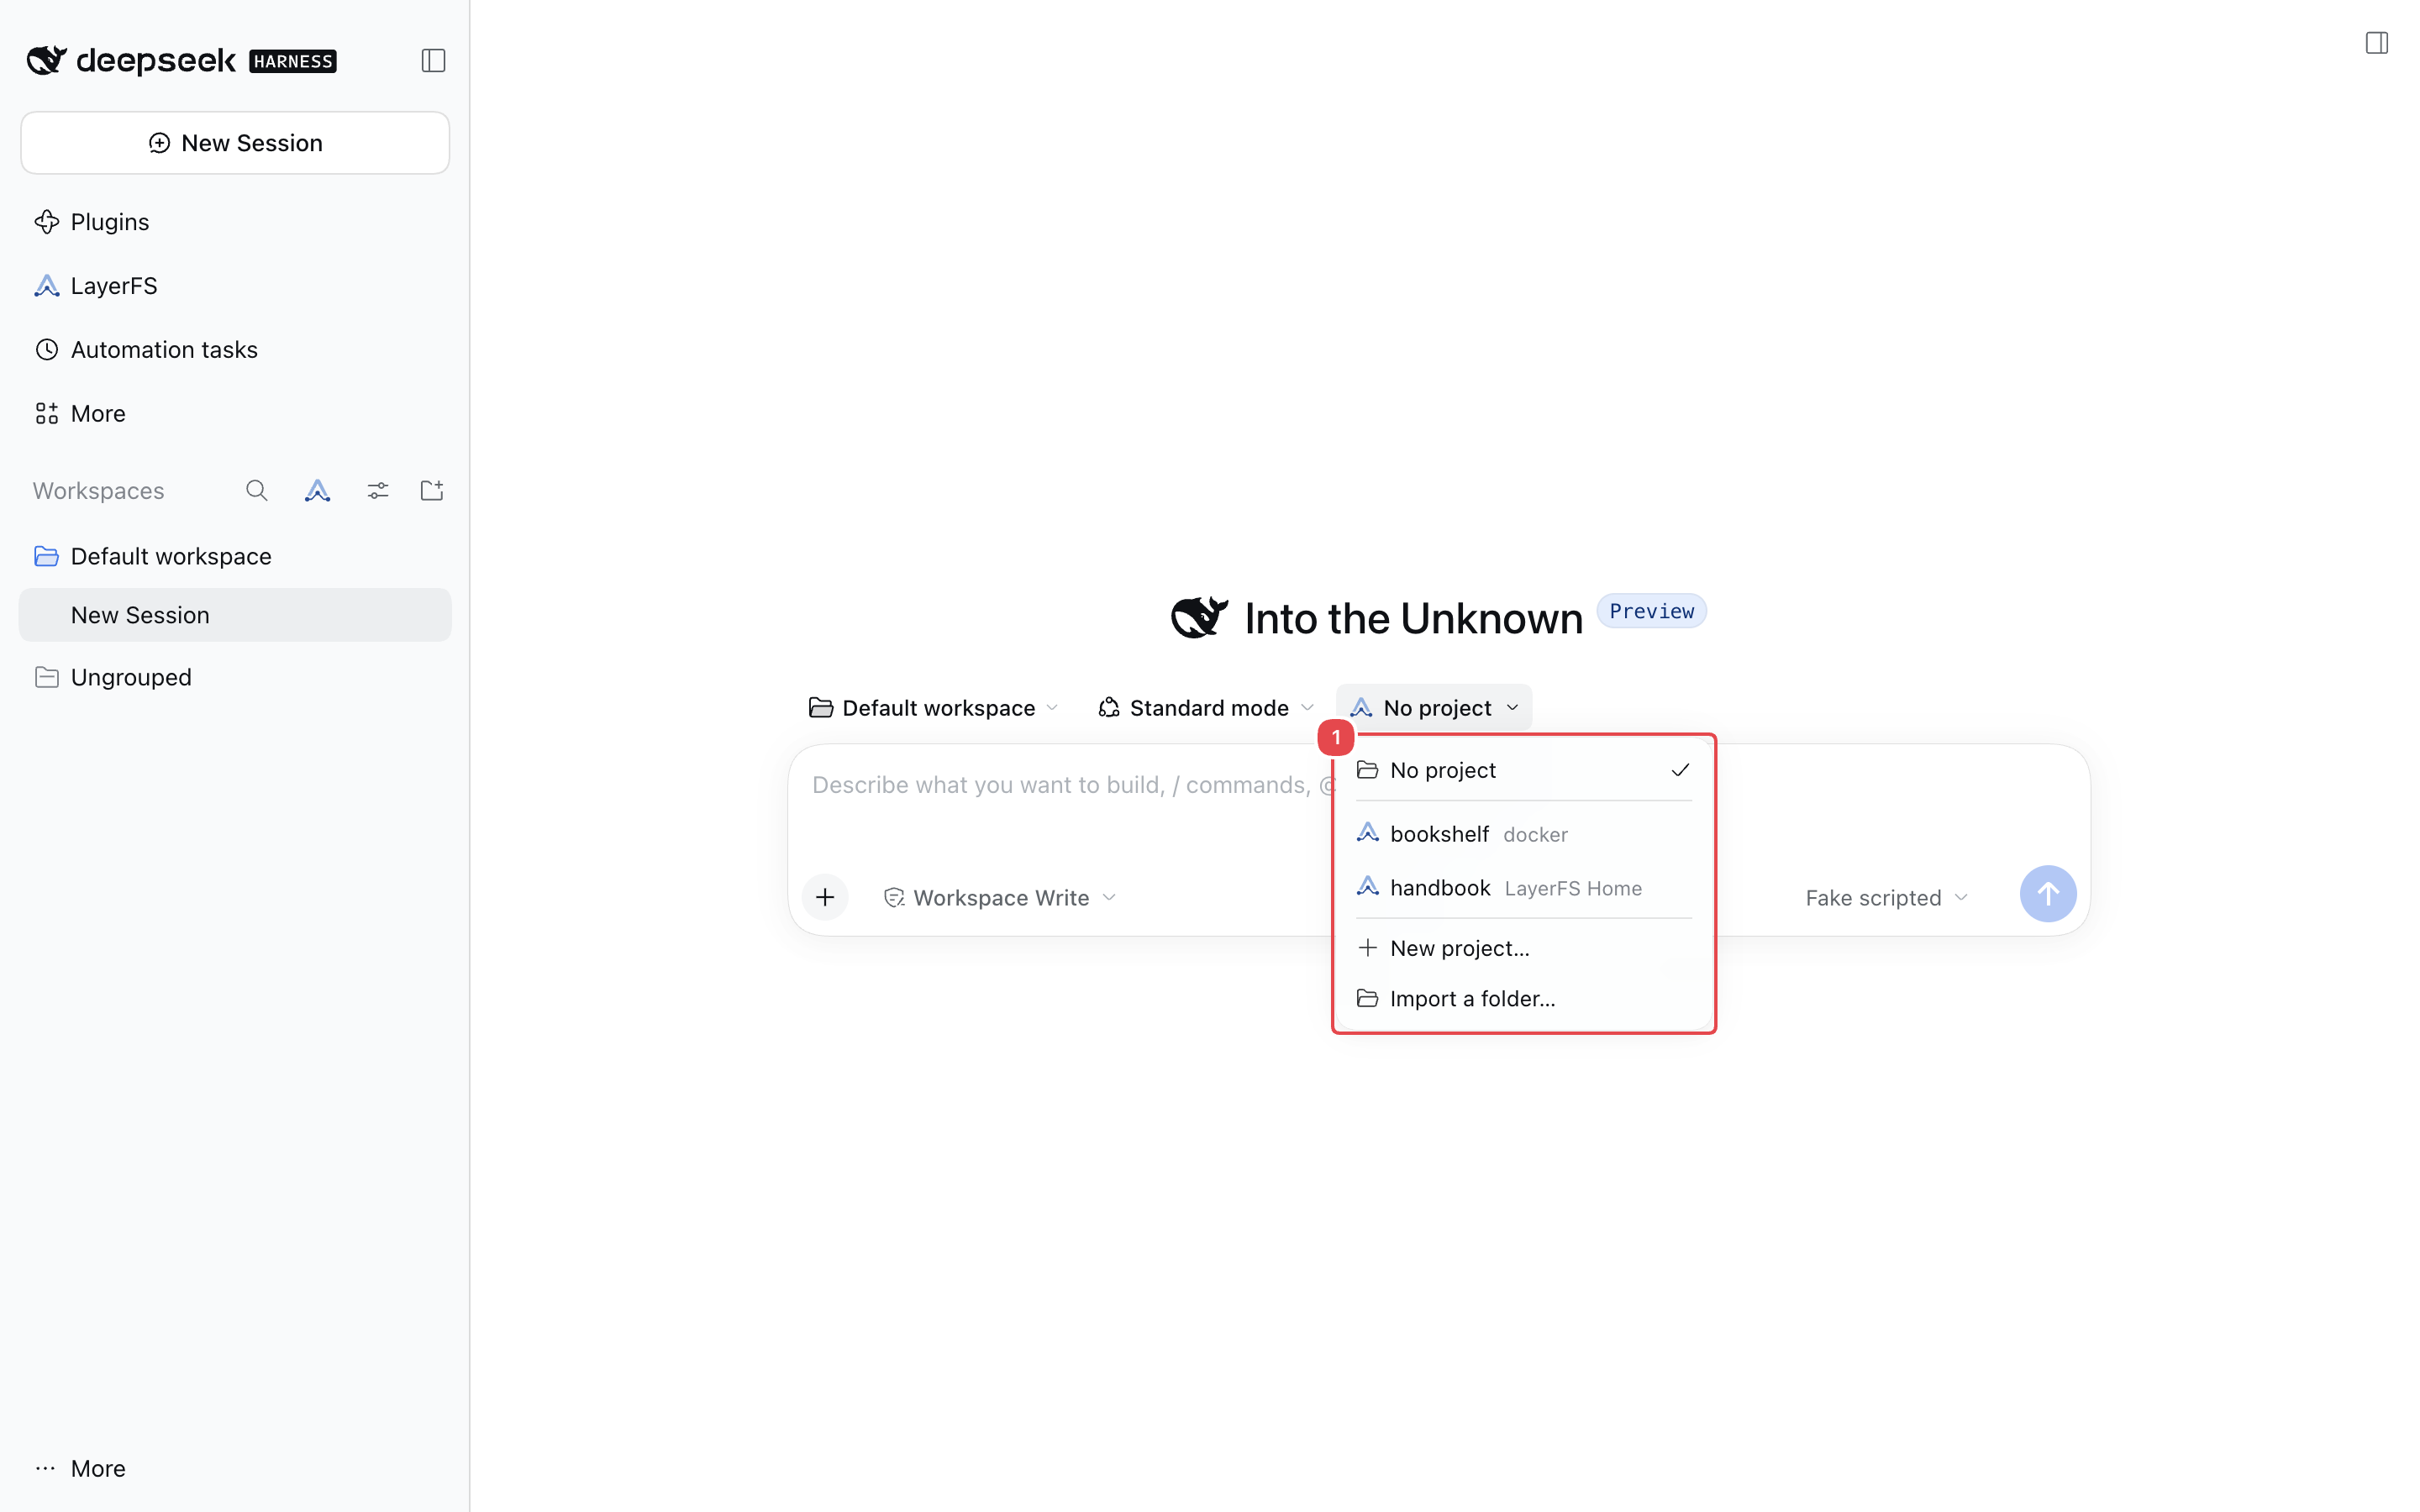 deepseek HARNESS
New Session
Plugins
LayerFS
Automation tasks
More
Workspaces
Default workspace
New Session
Ungrouped
More
Into the Unknown Preview
Default workspace Standard mode No project
1
Describe what you want to build, / commands, @
No project
bookshelf docker
handbook LayerFS Home
New project...
Import a folder...
Workspace Write
Fake scripted